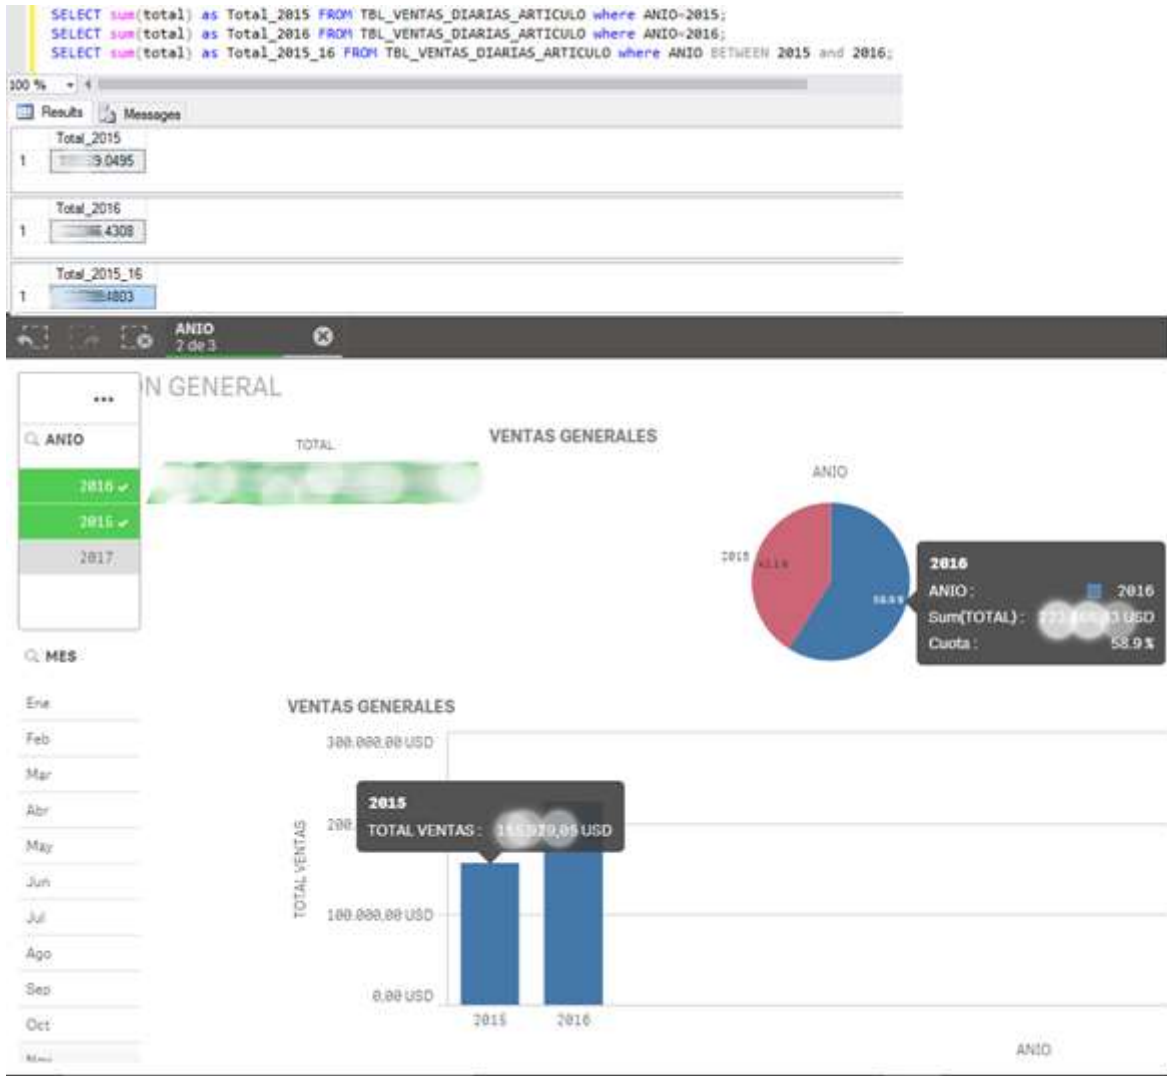 SELECT sum(total) as Total_2015 FROM TBL_VENTAS_DIARIAS_ARTICULO where ANIO=2015;
SELECT sum(total) as Total_2016 FROM TBL_VENTAS_DIARIAS_ARTICULO where ANIO=2016;
SELECT sum(total) as Total_2015_16 FROM TBL_VENTAS_DIARIAS_ARTICULO where ANIO BETWEEN 2015 and 2016;
100 %
Results Messages
Total_2015
1 9.0495
Total_2016
1 .4308
Total_2015_16
1 4803
ANIO
2 de 3
N GENERAL
ANIO
TOTAL
VENTAS GENERALES
ANIO
2016
2015
2017
2015
58.9 %
2016
ANIO : 2016
Sum(TOTAL) : USD
Cuota : 58.9 %
MES
Ene
Feb
Mar
Abr
May
Jun
Jul
Ago
Sep
Oct
Nov
VENTAS GENERALES
TOTAL VENTAS
300.000,00 USD
200.
100.000,00 USD
0,00 USD
2015
TOTAL VENTAS : ,05 USD
2015 2016
ANIO